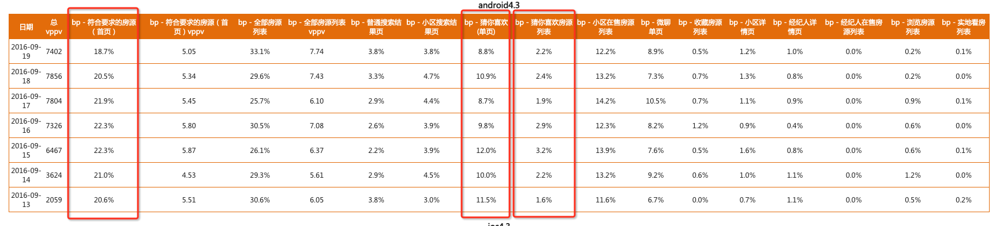 android4.3
日期 总 vppv bp - 符合要求的房源（首页） bp - 符合要求的房源（首页）vppv bp - 全部房源列表 bp - 全部房源列表vppv bp - 普通搜索结果页 bp - 小区搜索结果页 bp - 猜你喜欢(单页) bp - 猜你喜欢房源列表 bp - 小区在售房源列表 bp - 微聊单页 bp - 收藏房源列表 bp - 小区详情页 bp - 经纪人详情页 bp - 经纪人在售房源列表 bp - 浏览房源列表 bp - 实地看房列表
2016-09-19 7402 18.7% 5.05 33.1% 7.74 3.8% 3.8% 8.8% 2.2% 12.2% 8.9% 0.5% 1.2% 1.0% 0.0% 0.2% 0.1%
2016-09-18 7856 20.5% 5.34 29.6% 7.43 3.3% 4.7% 10.9% 2.4% 13.2% 7.3% 0.7% 1.3% 0.8% 0.0% 0.2% 0.0%
2016-09-17 7804 21.9% 5.45 25.7% 6.10 2.9% 4.4% 8.7% 1.9% 14.2% 10.5% 0.7% 1.1% 0.9% 0.0% 0.9% 0.1%
2016-09-16 7326 22.3% 5.80 30.5% 7.08 2.6% 3.9% 9.8% 2.9% 12.3% 8.2% 1.2% 0.9% 0.4% 0.0% 0.6% 0.0%
2016-09-15 6467 22.3% 5.87 26.1% 6.37 2.2% 3.9% 12.0% 3.2% 13.9% 7.6% 0.5% 1.6% 0.8% 0.0% 0.6% 0.1%
2016-09-14 3624 21.0% 4.53 29.3% 5.61 2.9% 4.5% 10.0% 2.2% 13.2% 9.2% 0.6% 1.0% 1.1% 0.0% 1.2% 0.0%
2016-09-13 2059 20.6% 5.51 30.6% 6.05 3.8% 3.0% 11.5% 1.6% 11.6% 6.7% 0.0% 0.7% 1.1% 0.0% 0.5% 0.2%
ios4.3